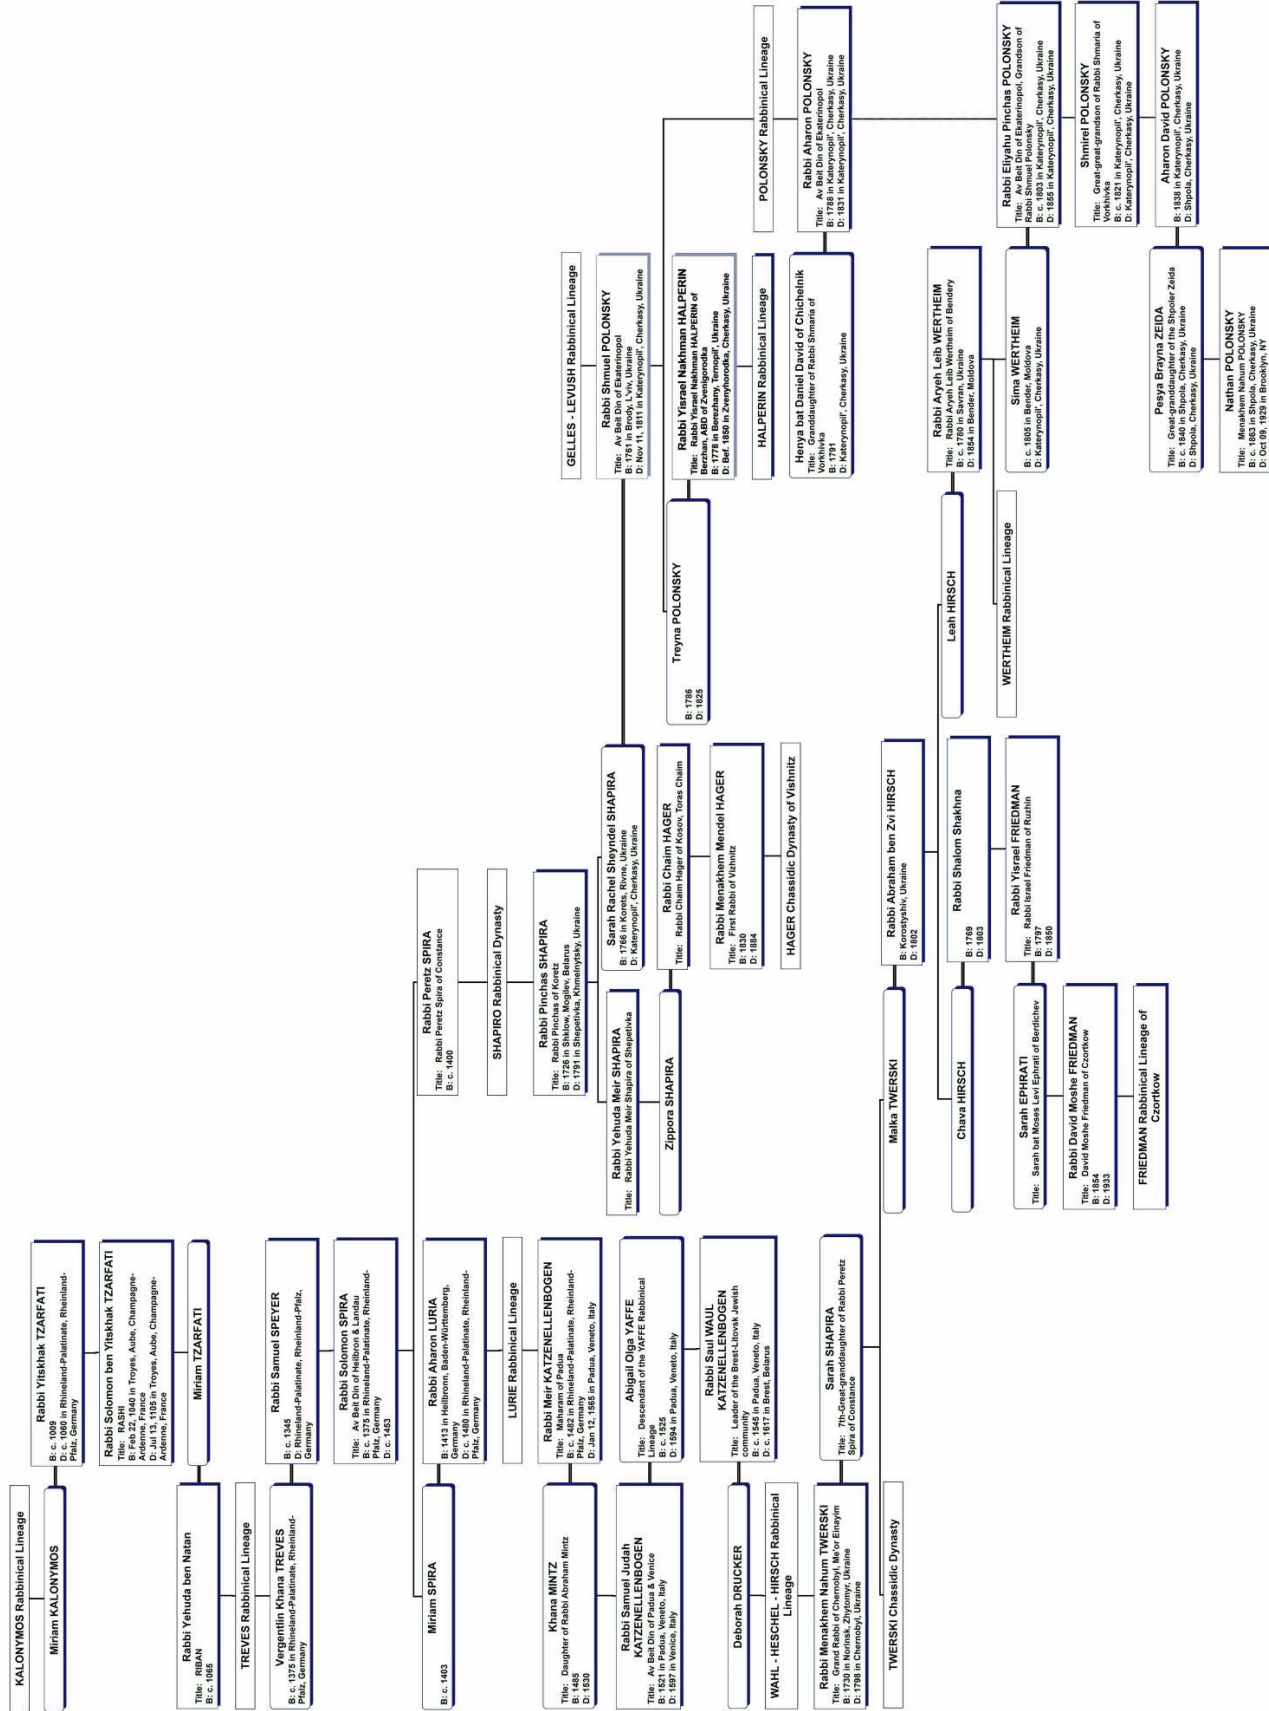 KALONYMOS Rabbinical Lineage
Miriam KALONYMOS
Rabbi Yitskhak TZARFATI
B: c. 1009
D: c. 1060 in Rhineland-Palatinate, Rheinland-
Pfalz, Germany
Rabbi Solomon ben Yitskhak TZARFATI
Title: RASHI
B: Feb 22, 1040 in Troyes, Aube, Champagne-
Ardenne, France
D: Jul 13, 1105 in Troyes, Aube, Champagne-
Ardenne, France
Rabbi Yehuda ben Natan
Title: RIBAN
B: c. 1065
Miriam TZARFATI
TREVES Rabbinical Lineage
Vergentlin Khana TREVES
B: c. 1375 in Rhineland-Palatinate, Rheinland-
Pfalz, Germany
Rabbi Samuel SPEYER
B: c. 1345
D: Rhineland-Palatinate, Rheinland-Pfalz,
Germany
Rabbi Solomon SPIRA
Title: Av Beit Din of Heilbron & Landau
B: c. 1375 in Rhineland-Palatinate, Rheinland-
Pfalz, Germany
D: c. 1453
Miriam SPIRA
B: c. 1403
Rabbi Aharon LURIA
B: 1413 in Heilbronn, Baden-Württemberg,
Germany
D: c. 1480 in Rhineland-Palatinate, Rheinland-
Pfalz, Germany
Rabbi Peretz SPIRA
Title: Rabbi Peretz Spira of Constance
B: c. 1400
LURIE Rabbinical Lineage
SHAPIRO Rabbinical Dynasty
Khana MINTZ
Title: Daughter of Rabbi Abraham Mintz
B: 1485
D: 1530
Rabbi Meir KATZENELLENBOGEN
Title: Maharam of Padua
B: c. 1482 in Rhineland-Palatinate, Rheinland-
Pfalz, Germany
D: Jan 12, 1565 in Padua, Veneto, Italy
Rabbi Pinchas SHAPIRA
Title: Rabbi Pinchas of Koretz
B: 1726 in Shklow, Mogilev, Belarus
D: 1791 in Shepetivka, Khmelnytsky, Ukraine
GELLES - LEVUSH Rabbinical Lineage
Rabbi Samuel Judah
KATZENELLENBOGEN
Title: Av Beit Din of Padua & Venice
B: 1521 in Padua, Veneto, Italy
D: 1597 in Venice, Italy
Abigail Olga YAFFE
Title: Descendant of the YAFFE Rabbinical
Lineage
B: c. 1525
D: 1594 in Padua, Veneto, Italy
Rabbi Yehuda Meir SHAPIRA
Title: Rabbi Yehuda Meir Shapira of Shepetivka
Sarah Rachel Sheyndel SHAPIRA
B: 1766 in Korets, Rivne, Ukraine
D: Katerynopil', Cherkasy, Ukraine
Rabbi Shmuel POLONSKY
Title: Av Beit Din of Ekaterinopol
B: 1761 in Brody, L'viv, Ukraine
D: Nov 11, 1811 in Katerynopil', Cherkasy, Ukraine
Zippora SHAPIRA
Rabbi Chaim HAGER
Title: Rabbi Chaim Hager of Kosov, Toras Chaim
Treyna POLONSKY
B: 1786
D: 1825
Rabbi Yisrael Nakhman HALPERIN
Title: Rabbi Yisrael Nakhman HALPERIN of
Berzhan, ABD of Zvenigorodka
B: 1778 in Berezhany, Ternopil', Ukraine
D: Bef. 1850 in Zvenyhorodka, Cherkasy, Ukraine
Deborah DRUCKER
Rabbi Saul WAUL
KATZENELLENBOGEN
Title: Leader of the Brest-Litovsk Jewish
community
B: c. 1545 in Padua, Veneto, Italy
D: c. 1617 in Brest, Belarus
Rabbi Menakhem Mendel HAGER
Title: First Rabbi of Vizhnitz
B: 1830
D: 1884
HALPERIN Rabbinical Lineage
POLONSKY Rabbinical Lineage
WAHL - HESCHEL - HIRSCH Rabbinical
Lineage
HAGER Chassidic Dynasty of Vishnitz
Henya bat Daniel David of Chichelnik
Title: Granddaughter of Rabbi Shmaria of
Vorkhivka
B: 1791
D: Katerynopil', Cherkasy, Ukraine
Rabbi Aharon POLONSKY
Title: Av Beit Din of Ekaterinopol
B: 1788 in Katerynopil', Cherkasy, Ukraine
D: 1831 in Katerynopil', Cherkasy, Ukraine
Rabbi Menakhem Nahum TWERSKI
Title: Grand Rabbi of Chernobyl, Me'or Einayim
B: 1730 in Norinsk, Zhytomyr, Ukraine
D: 1798 in Chernobyl, Ukraine
Sarah SHAPIRA
Title: 7th-Great-granddaughter of Rabbi Peretz
Spira of Constance
TWERSKI Chassidic Dynasty
Malka TWERSKI
Rabbi Abraham ben Zvi HIRSCH
B: Korostyshiv, Ukraine
D: 1802
Leah HIRSCH
Rabbi Aryeh Leib WERTHEIM
Title: Rabbi Aryeh Leib Wertheim of Bendery
B: c. 1780 in Savran, Ukraine
D: 1854 in Bender, Moldova
Chava HIRSCH
Rabbi Shalom Shakhna
B: 1769
D: 1803
WERTHEIM Rabbinical Lineage
Sima WERTHEIM
B: c. 1805 in Bender, Moldova
D: Katerynopil', Cherkasy, Ukraine
Rabbi Eliyahu Pinchas POLONSKY
Title: Av Beit Din of Ekaterinopol, Grandson of
Rabbi Shmuel Polonsky
B: c. 1803 in Katerynopil', Cherkasy, Ukraine
D: 1855 in Katerynopil', Cherkasy, Ukraine
Sarah EPHRATI
Title: Sarah bat Moses Levi Ephrati of Berdichev
Rabbi Yisrael FRIEDMAN
Title: Rabbi Israel Friedman of Ruzhin
B: 1797
D: 1850
Shmirel POLONSKY
Title: Great-great-grandson of Rabbi Shmaria of
Vorkhivka
B: c. 1821 in Katerynopil', Cherkasy, Ukraine
D: Katerynopil', Cherkasy, Ukraine
Rabbi David Moshe FRIEDMAN
Title: David Moshe Friedman of Czortkow
B: 1854
D: 1933
Pesya Brayna ZEIDA
Title: Great-granddaughter of the Shpoler Zeida
B: c. 1840 in Shpola, Cherkasy, Ukraine
D: Shpola, Cherkasy, Ukraine
Aharon David POLONSKY
B: 1838 in Katerynopil', Cherkasy, Ukraine
D: Shpola, Cherkasy, Ukraine
FRIEDMAN Rabbinical Lineage of
Czortkow
Nathan POLONSKY
Title: Menakhem Nahum POLONSKY
B: c. 1863 in Shpola, Cherkasy, Ukraine
D: Oct 09, 1929 in Brooklyn, NY